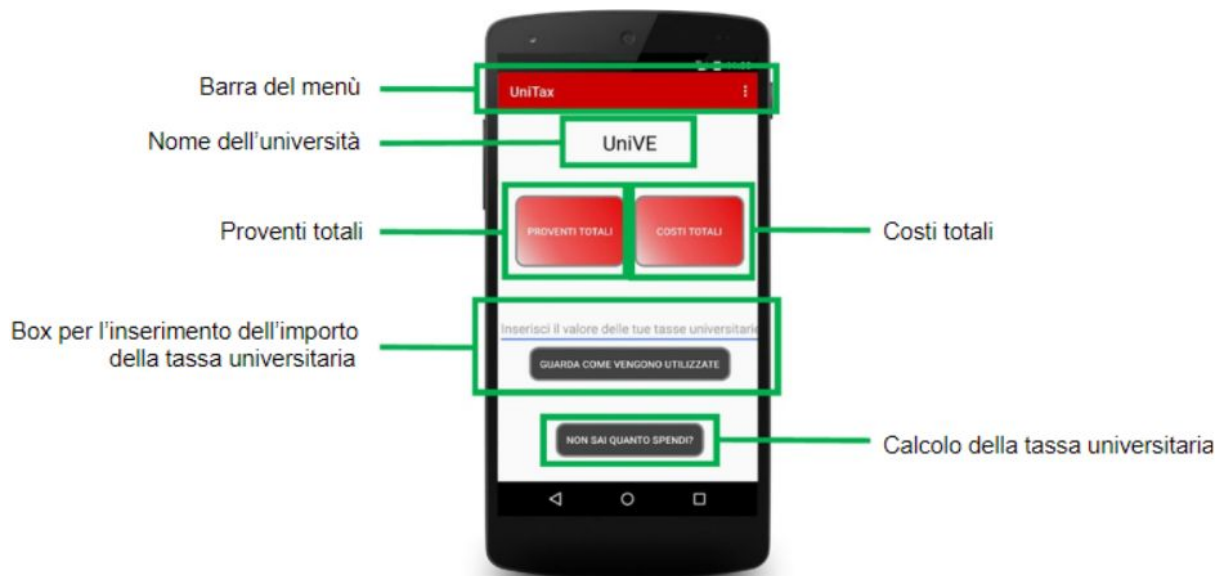 Barra del menù
UniTax
Nome dell'università
UniVE
Proventi totali
PROVENTI TOTALI
COSTI TOTALI
Costi totali
Box per l'inserimento dell'importo
della tassa universitaria
Inserisci il valore delle tue tasse universitarie
GUARDA COME VENGONO UTILIZZATE
NON SAI QUANTO SPENDI?
Calcolo della tassa universitaria